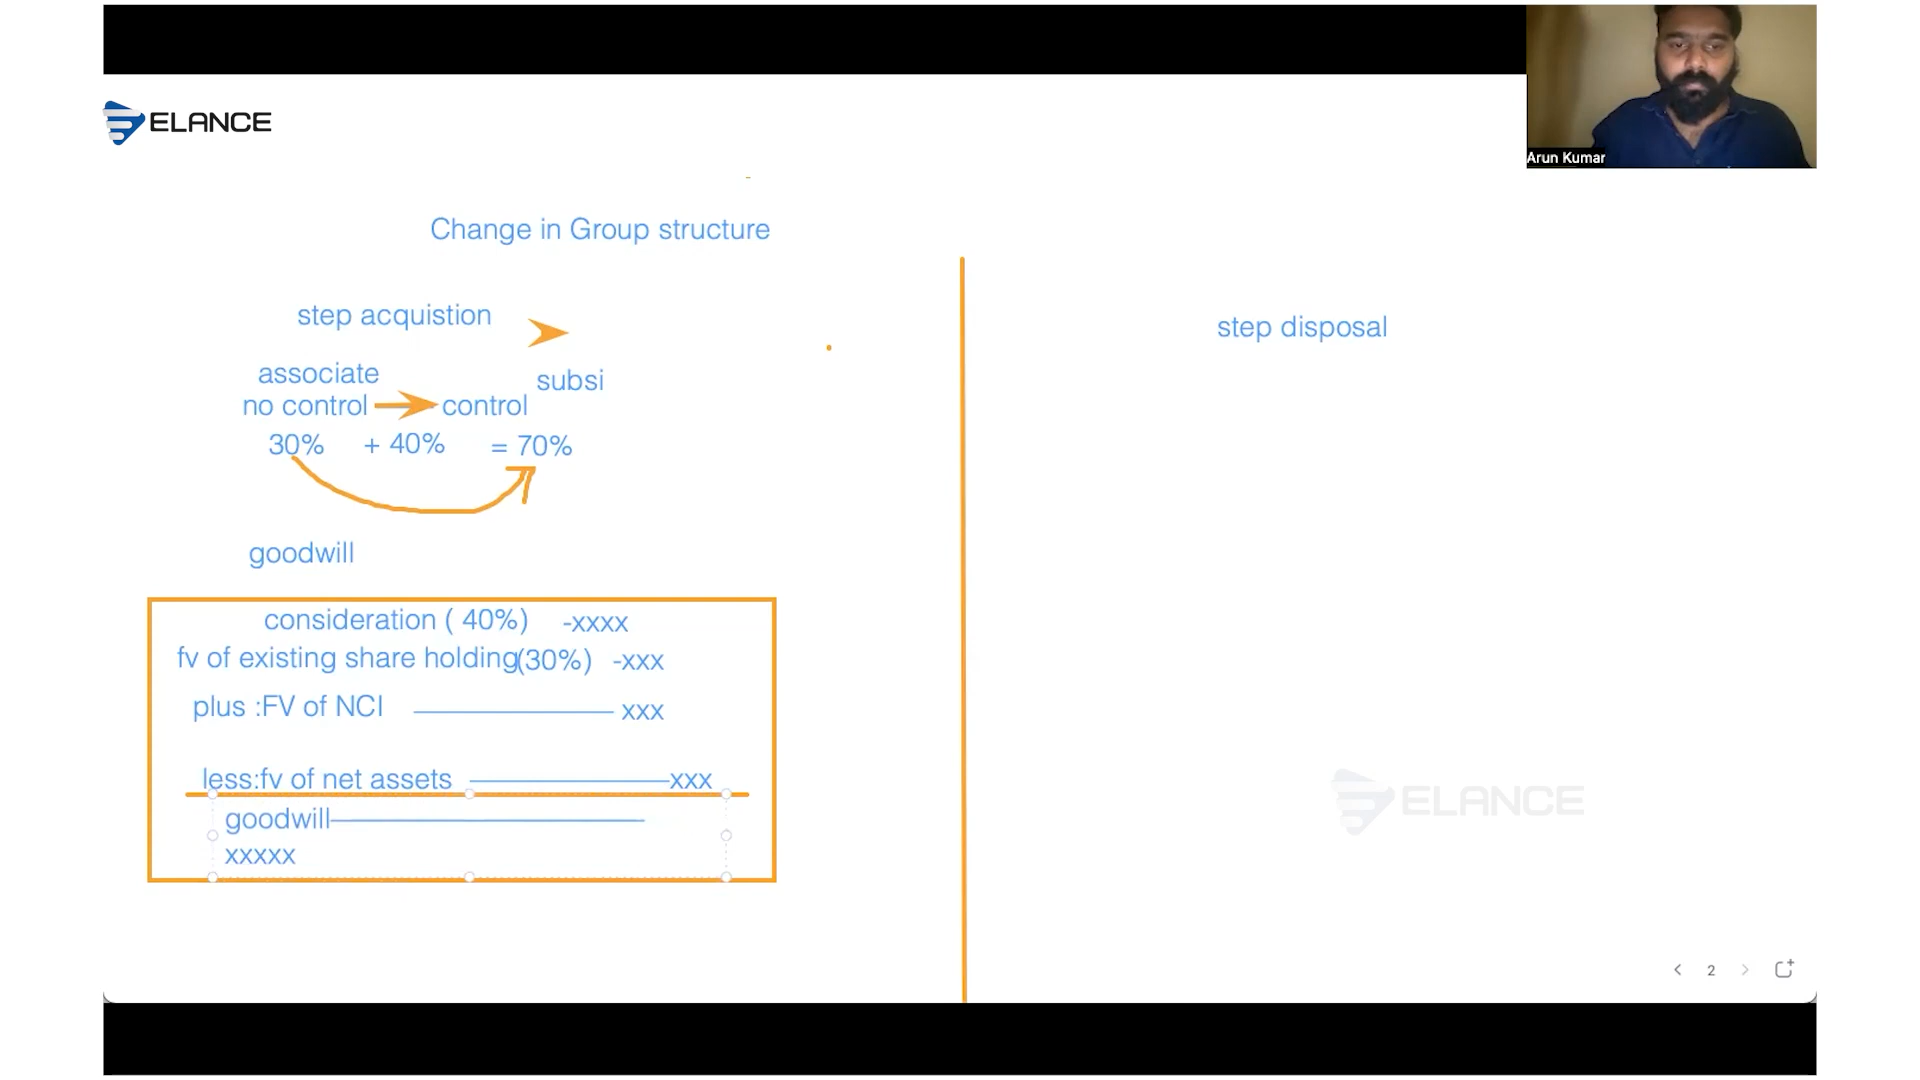 ELANCE
Arun Kumar
Change in Group structure
step acquistion
associate
subsi
no control
control
30% + 40% = 70%
goodwill
consideration ( 40%) -xxxx
fv of existing share holding(30%) -xxx
plus :FV of NCI xxx
less:fv of net assets xxx
goodwill
xxxxx
step disposal
ELANCE
2